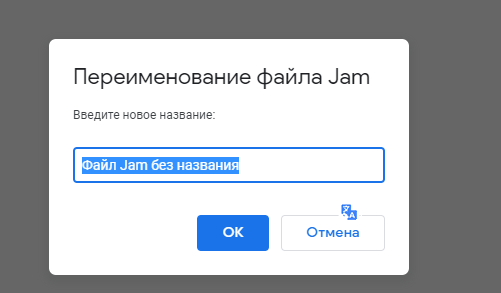 Переименование файла Jam
Введите новое название:
Файл Jam без названия
ОК
Отмена